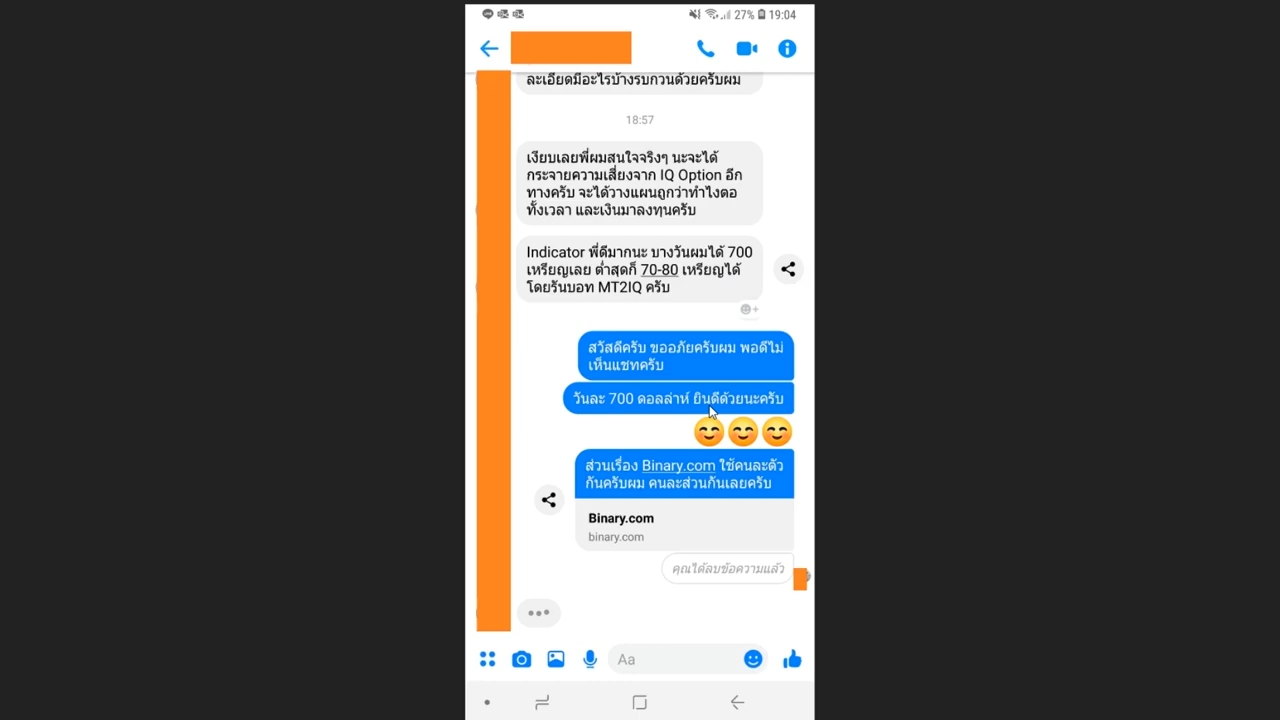 27% 19:04
ละเอียดมีอะไรบ้างรบกวนด้วยครับผม
18:57
เงียบเลยพี่ผมสนใจจริงๆ นะจะได้
กระจายความเสี่ยงจาก IQ Option อีก
ทางครับ จะได้วางแผนถูกว่าทำไงตอ
ทั้งเวลา และเงินมาลงทุนครับ
Indicator พี่ดีมากนะ บางวันผมได้ 700
เหรียญเลย ต่ำสุดก็ 70-80 เหรียญได้
โดยรันบอท MT2IQ ครับ
สวัสดีครับ ขออภัยครับผม พอดีไม่
เห็นแชทครับ
วันละ 700 ดอลล่าห์ ยินดีด้วยนะครับ
ส่วนเรื่อง Binary.com ใช้คนละตัว
กันครับผม คนละส่วนกันเลยครับ
Binary.com
binary.com
คุณได้ลบข้อความแล้ว
Aa